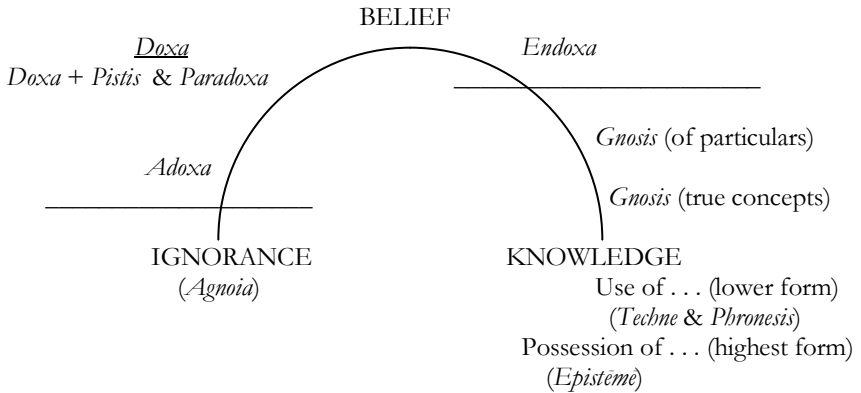 BELIEF
Doxa
Doxa + Pistis & Paradoxa
Endoxa
Gnosis (of particulars)
Adoxa
Gnosis (true concepts)
IGNORANCE
(Agnoia)
KNOWLEDGE
Use of . . . (lower form)
(Techne & Phronesis)
Possession of . . . (highest form)
(Epistēmē)